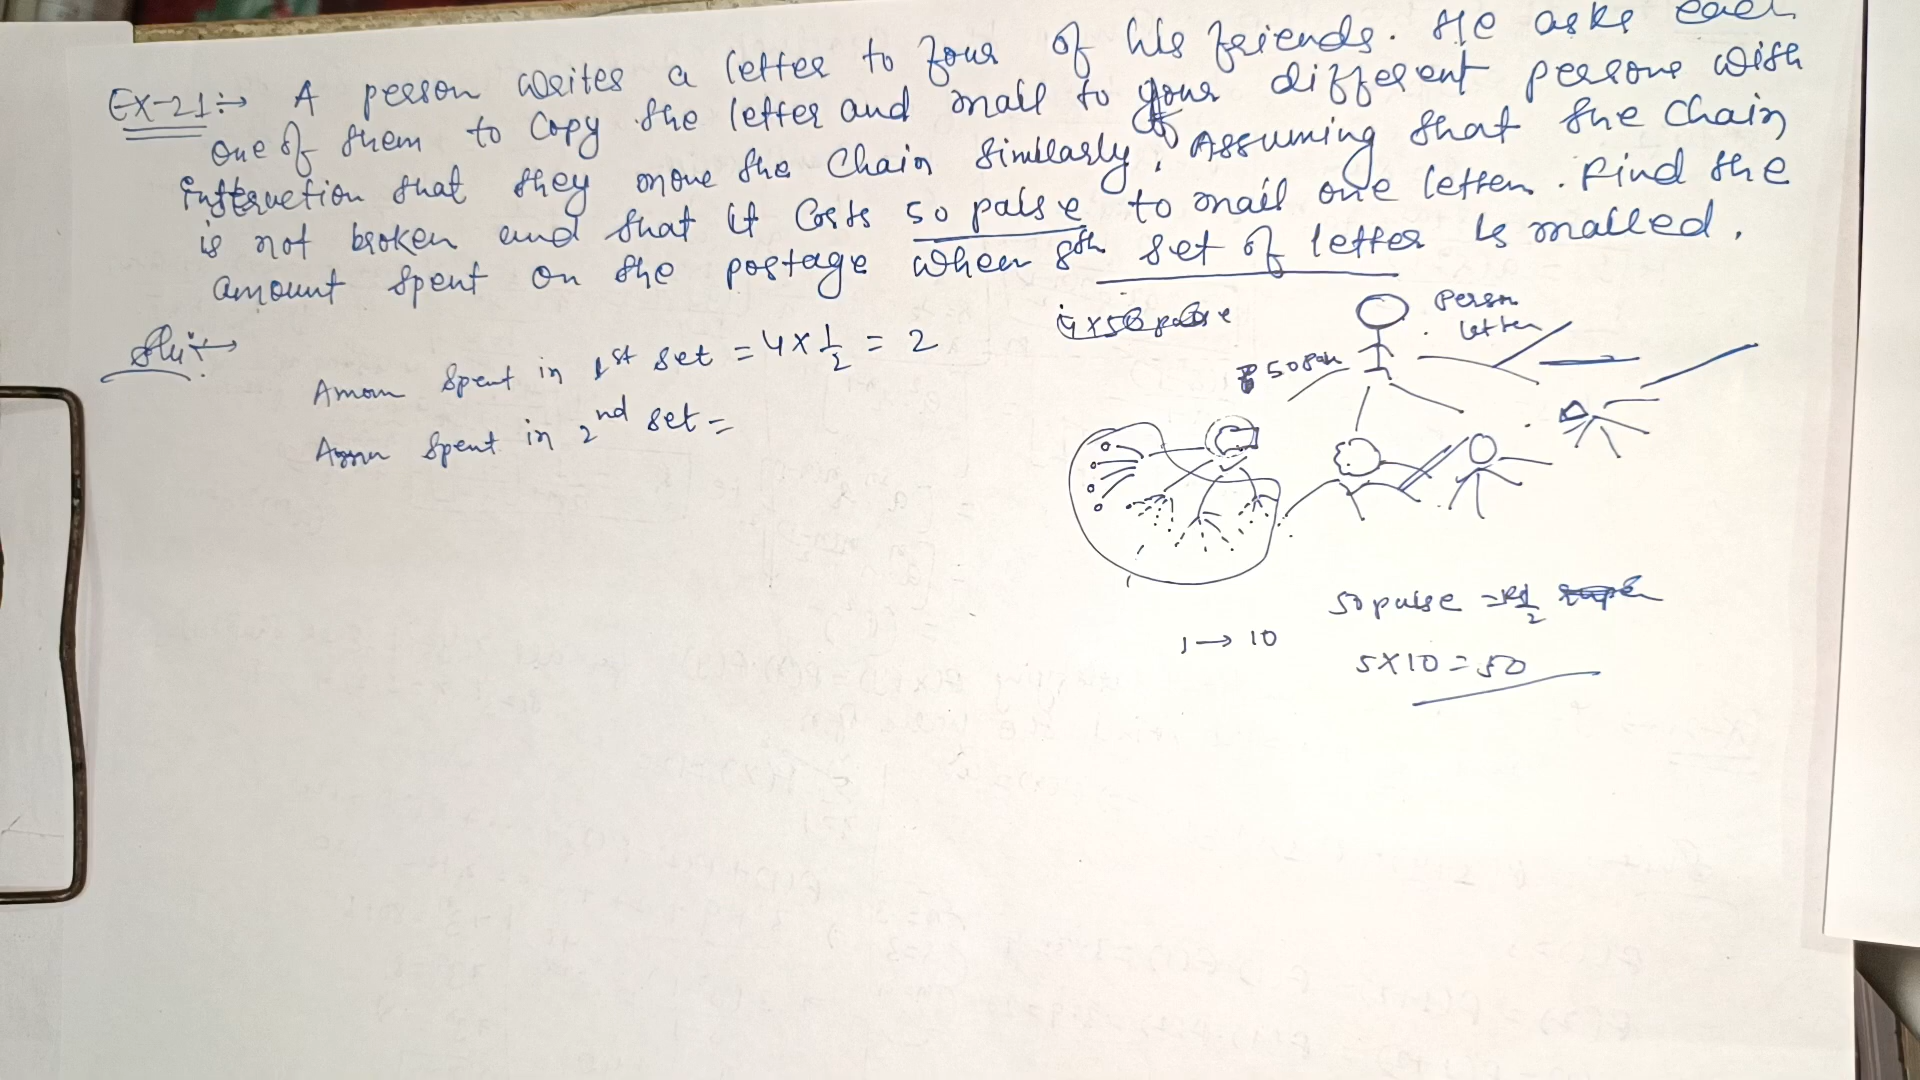 Ex-21:→ A person writes a letter to four of his friends. He asks each
one of them to copy the letter and mail to four different persons with
instruction that they move the chain similarly. Assuming that the chain
is not broken and that it costs 50 paise to mail one letter. Find the
amount spent on the postage when 8th set of letter is mailed.
Amoun spent in 1st set = 4 × 1/2 = 2
spent in 2nd set =
Person
letter
50
50 paise = 1/2
1 → 10
5×10 = 50